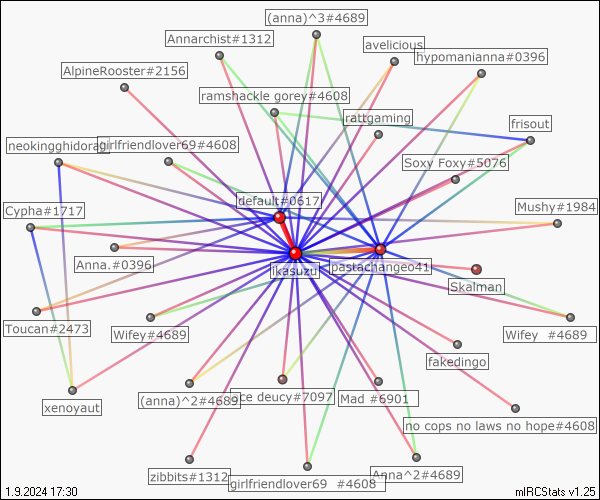 (anna)^3#4689
Annarchist#1312
avelicious
hypomanianna#0396
AlpineRooster#2156
ramshackle gorey#4608
rattgaming
frisout
neokingghidorah
girlfriendlover69#4608
Soxy Foxy#5076
default#0617
Mushy#1984
Cypha#1717
Anna.#0396
ikasuzu
pastachangeo41
Skalman
Toucan#2473
Wifey#4689
Wifey #4689
fakedingo
xenoyaut
(anna)^2#4689
ace deucy#7097
Mad #6901
no cops no laws no hope#4608
zibbits#1312
girlfriendlover69 #4608
Anna^2#4689
1.9.2024 17:30
mIRCStats v1.25